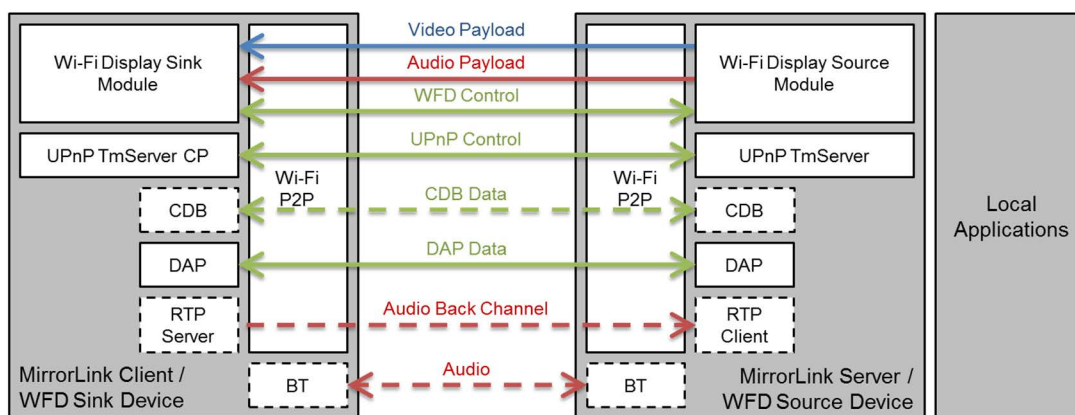 Video Payload
Wi-Fi Display Sink
Module
Wi-Fi Display Source
Module
Audio Payload
WFD Control
UPnP TmServer CP
UPnP Control
UPnP TmServer
Wi-Fi
P2P
Wi-Fi
P2P
CDB
CDB Data
CDB
Local
Applications
DAP
DAP Data
DAP
RTP
Server
Audio Back Channel
RTP
Client
MirrorLink Client /
WFD Sink Device
BT
Audio
BT
MirrorLink Server /
WFD Source Device